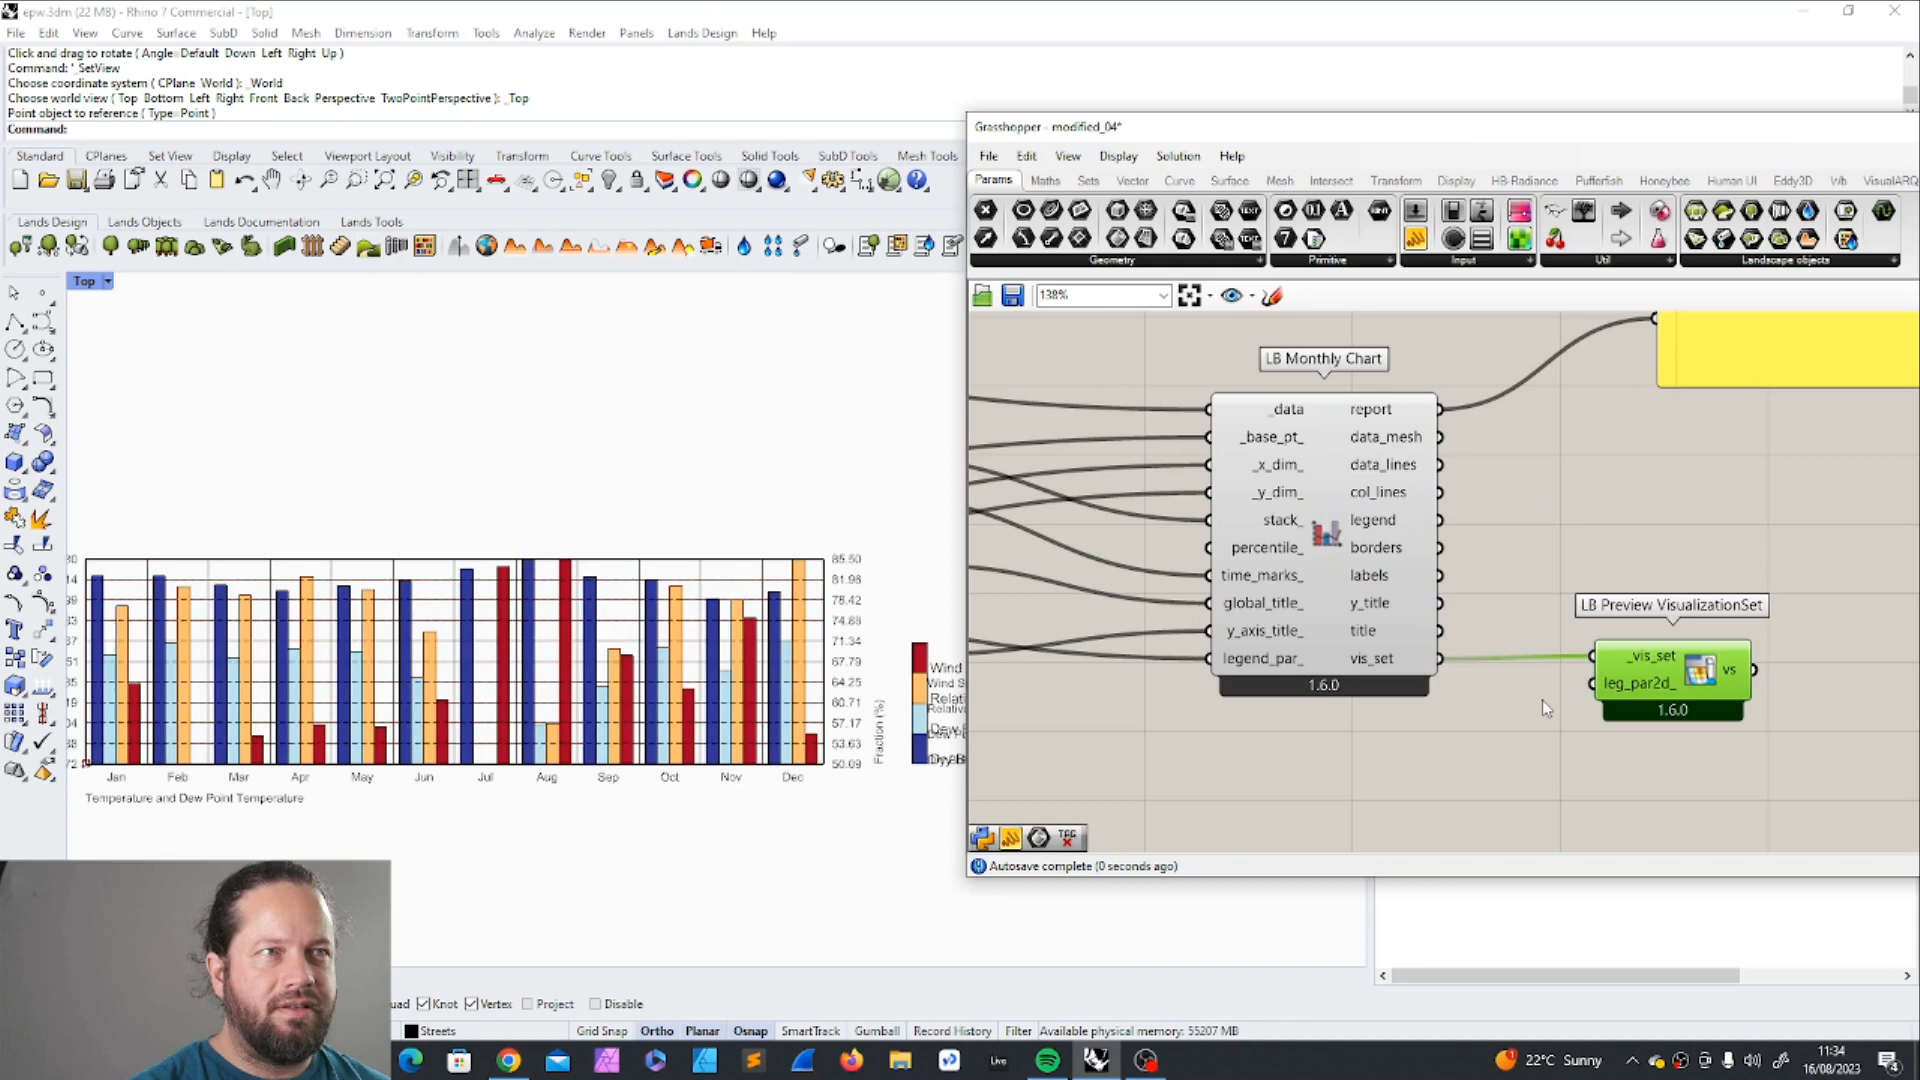 epw.3dm (22 MB) - Rhino 7 Commercial - [Top]
File Edit View Curve Surface SubD Solid Mesh Dimension Transform Tools Analyze Render Panels Lands Design Help
Click and drag to rotate ( Angle=Default Down Left Right Up )
Command: '_SetView
Choose coordinate system ( CPlane World ): _World
Choose world view ( Top Bottom Left Right Front Back Perspective TwoPointPerspective ): _Top
Point object to reference ( Type=Point )
Command:
Standard CPlanes Set View Display Select Viewport Layout Visibility Transform Curve Tools Surface Tools Solid Tools SubD Tools Mesh Tools
Lands Design Lands Objects Lands Documentation Lands Tools
Top
Grasshopper - modified_04*
File Edit View Display Solution Help
Params Maths Sets Vector Curve Surface Mesh Intersect Transform Display HB-Radiance Pufferfish Honeybee Human UI Eddy3D Wb VisualARQ
Geometry Primitive Input Util Landscape objects
138%
LB Monthly Chart
_data report
_base_pt_ data_mesh
_x_dim_ data_lines
_y_dim_ col_lines
stack_ legend
percentile_ borders
time_marks_ labels
global_title_ y_title
y_axis_title_ title
legend_par_ vis_set
1.6.0
LB Preview VisualizationSet
_vis_set vs
leg_par2d_
1.6.0
Autosave complete (0 seconds ago)
85.50
81.98
78.42
74.88
71.34
67.79
64.25
60.71
57.17
53.63
50.09
Fraction (%)
Wind
Wind S
Relati
Jan Feb Mar Apr May Jun Jul Aug Sep Oct Nov Dec
Temperature and Dew Point Temperature
Knot Vertex Project Disable
Streets Grid Snap Ortho Planar Osnap SmartTrack Gumball Record History Filter Available physical memory: 55207 MB
Live
22°C Sunny
11:34
16/08/2023
4